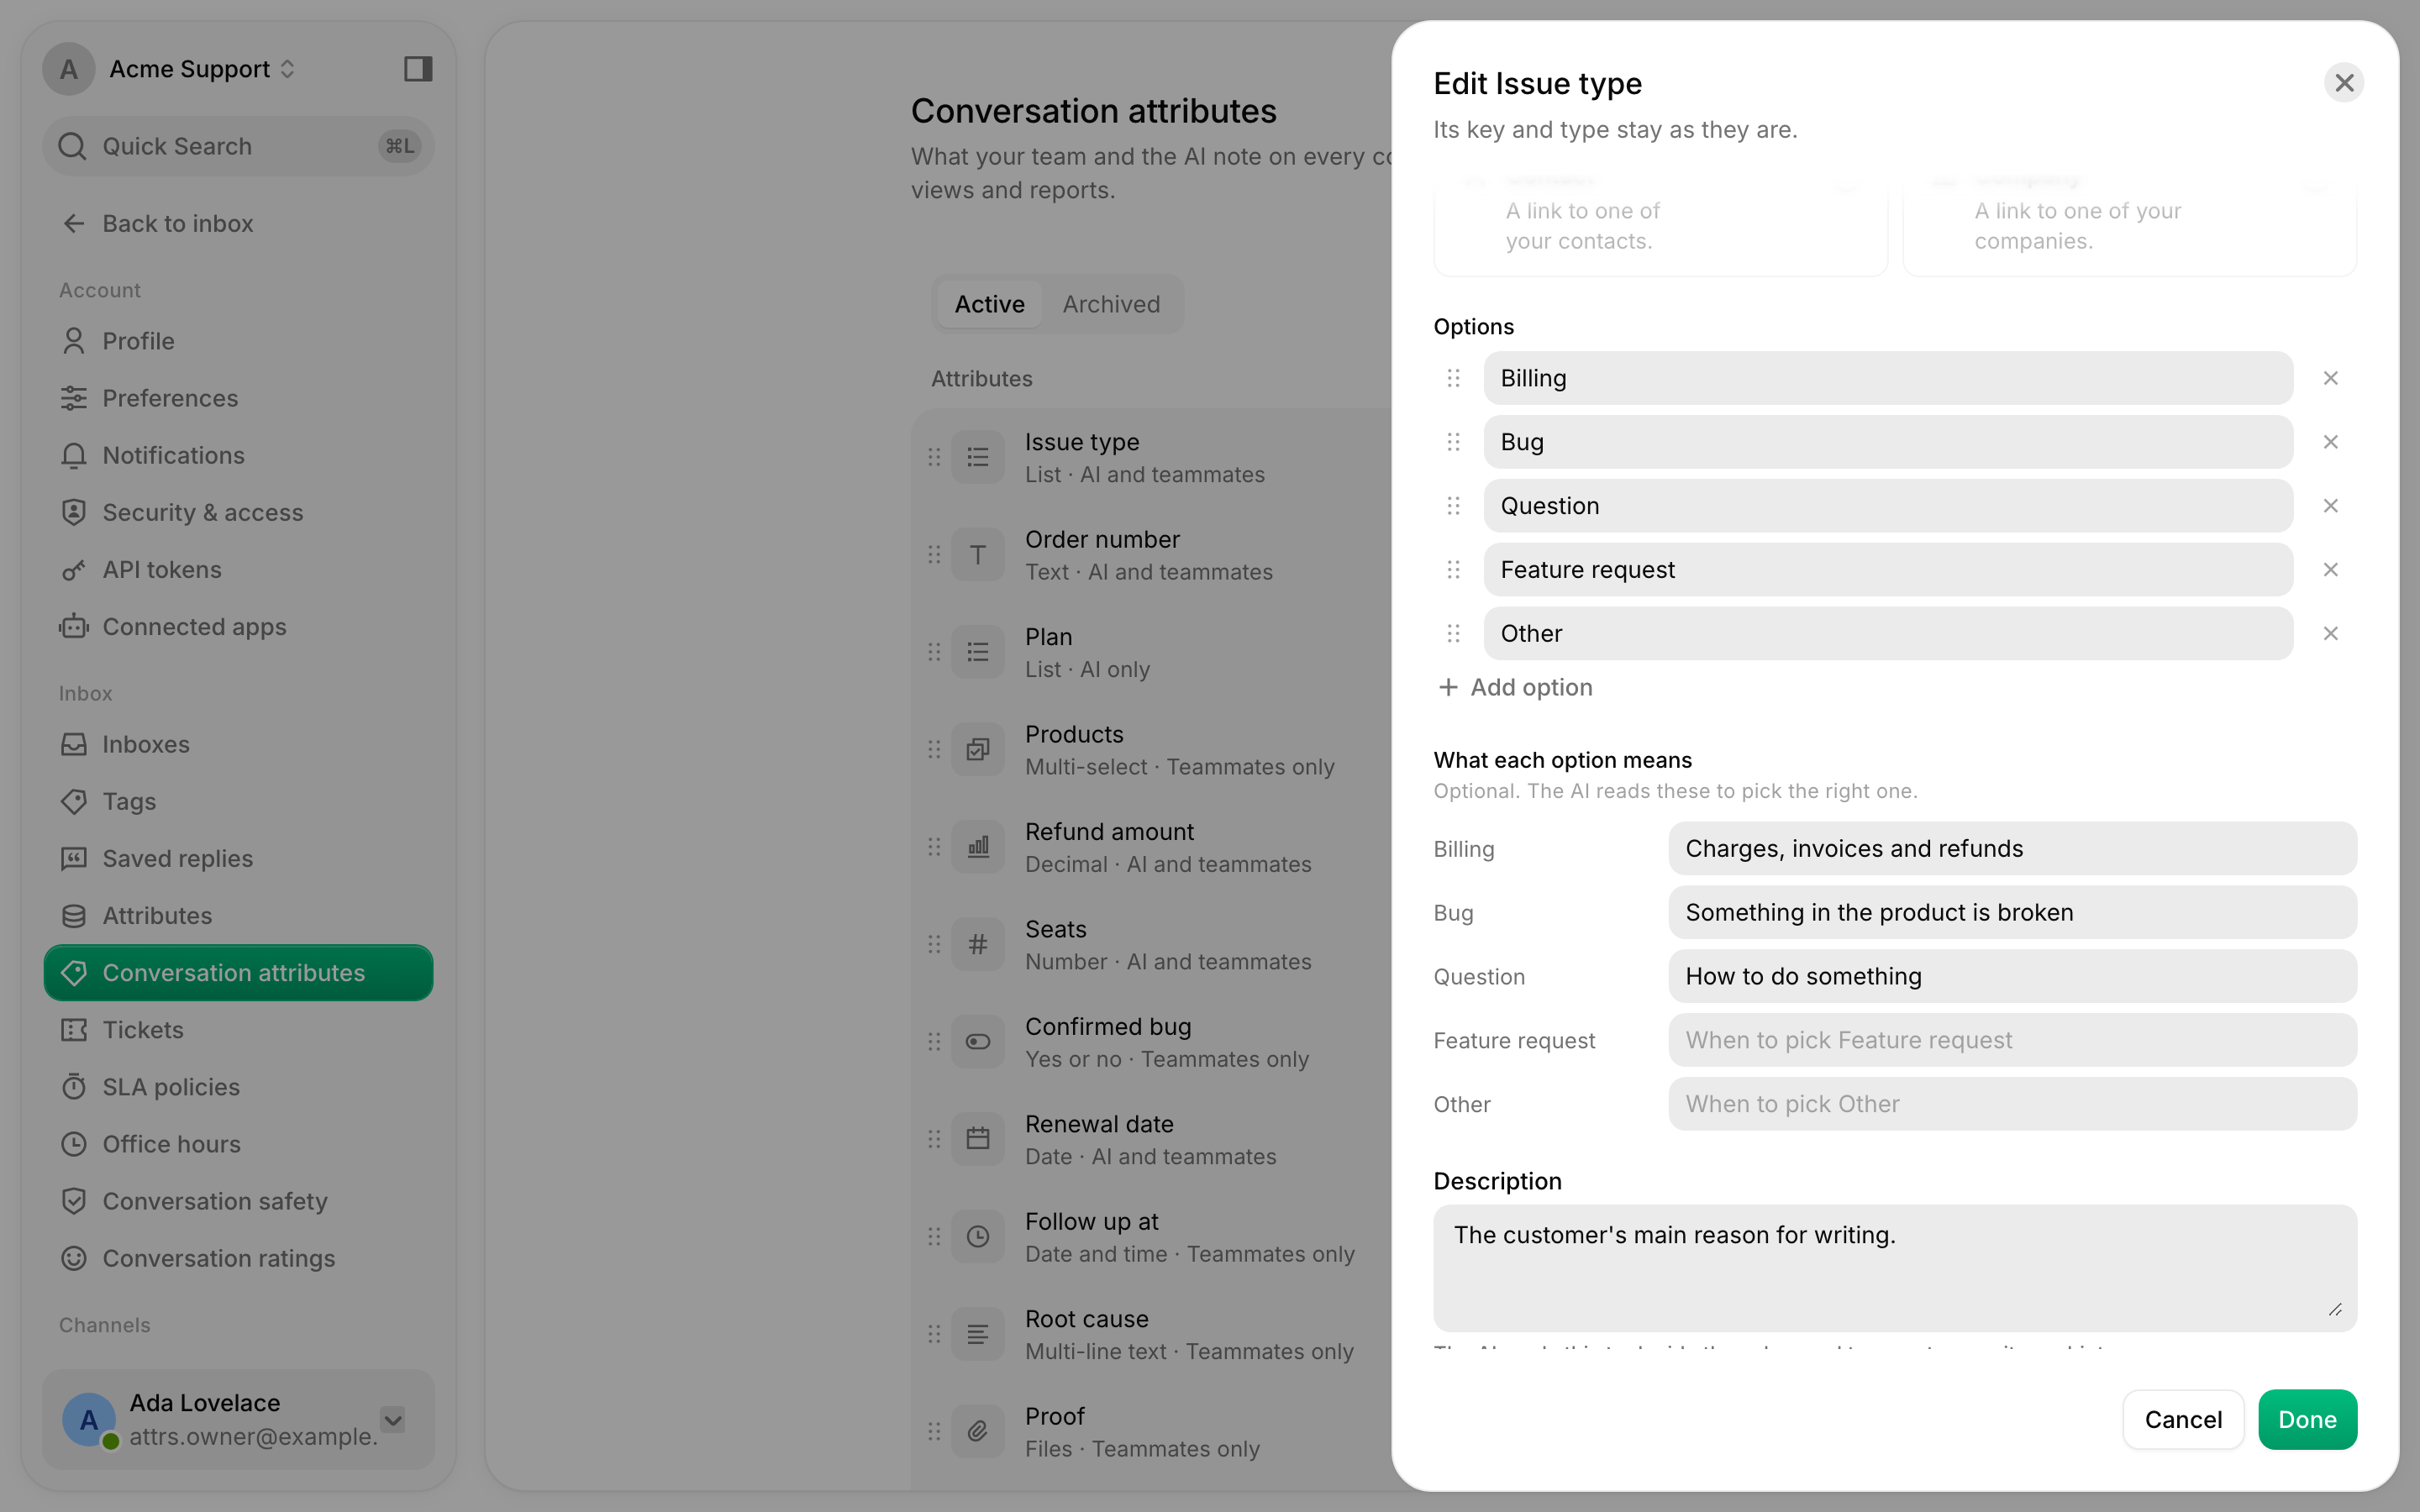 A
Acme Support
Quick Search
⌘L
Back to inbox
Account
Profile
Preferences
Notifications
Security & access
API tokens
Connected apps
Inbox
Inboxes
Tags
Saved replies
Attributes
Conversation attributes
Tickets
SLA policies
Office hours
Conversation safety
Conversation ratings
Channels
A
Ada Lovelace
attrs.owner@example.
Conversation attributes
What your team and the AI note on every
views and reports.
Active
Archived
Attributes
Issue type
List · AI and teammates
Order number
Text · AI and teammates
Plan
List · AI only
Products
Multi-select · Teammates only
Refund amount
Decimal · AI and teammates
Seats
Number · AI and teammates
Confirmed bug
Yes or no · Teammates only
Renewal date
Date · AI and teammates
Follow up at
Date and time · Teammates only
Root cause
Multi-line text · Teammates only
Proof
Files · Teammates only
Edit Issue type
Its key and type stay as they are.
A link to one of
your contacts.
A link to one of your
companies.
Options
Billing
Bug
Question
Feature request
Other
Add option
What each option means
Optional. The AI reads these to pick the right one.
Billing
Charges, invoices and refunds
Bug
Something in the product is broken
Question
How to do something
Feature request
When to pick Feature request
Other
When to pick Other
Description
The customer's main reason for writing.
Cancel
Done